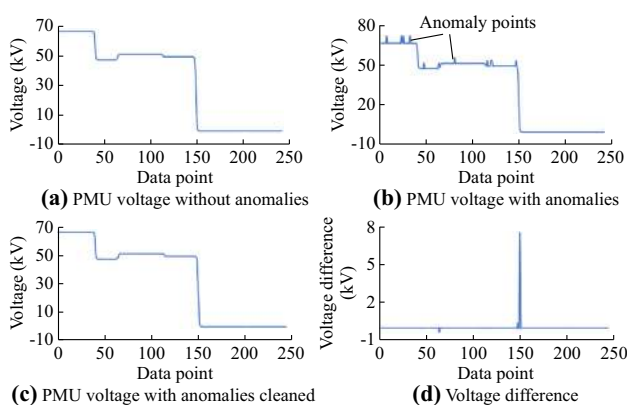 70
50
30
10
-10
Voltage (kV)
0 50 100 150 200 250
Data point
(a) PMU voltage without anomalies
80
50
20
-10
Voltage (kV)
Anomaly points
0 50 100 150 200 250
Data point
(b) PMU voltage with anomalies
70
50
30
10
-10
Voltage (kV)
0 50 100 150 200 250
Data point
(c) PMU voltage with anomalies cleaned
8
5
2
-1
Voltage difference
(kV)
0 50 100 150 200 250
Data point
(d) Voltage difference